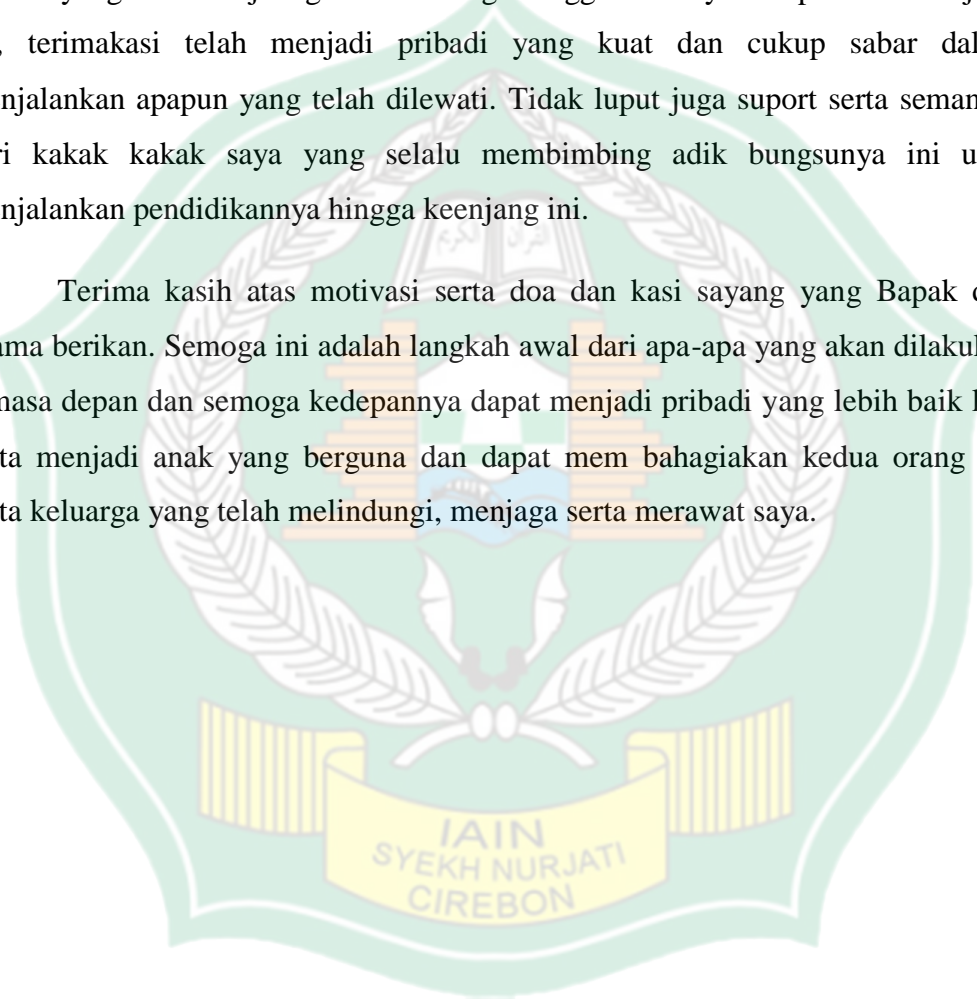 yang
, terimakasi telah menjadi pribadi yang kuat dan cukup sabar dal
njalankan apapun yang telah dilewati. Tidak luput juga suport serta seman
ri kakak kakak saya yang selalu membimbing adik bungsunya ini u
njalankan pendidikannya hingga keenjang ini.
القرآن الكريم
Terima kasih atas motivasi serta doa dan kasi sayang yang Bapak d
ama berikan. Semoga ini adalah langkah awal dari apa-apa yang akan dilakuk
masa depan dan semoga kedepannya dapat menjadi pribadi yang lebih baik l
ta menjadi anak yang berguna dan dapat mem bahagiakan kedua orang
ta keluarga yang telah melindungi, menjaga serta merawat saya.
IAIN
SYEKH NURJATI
CIREBON